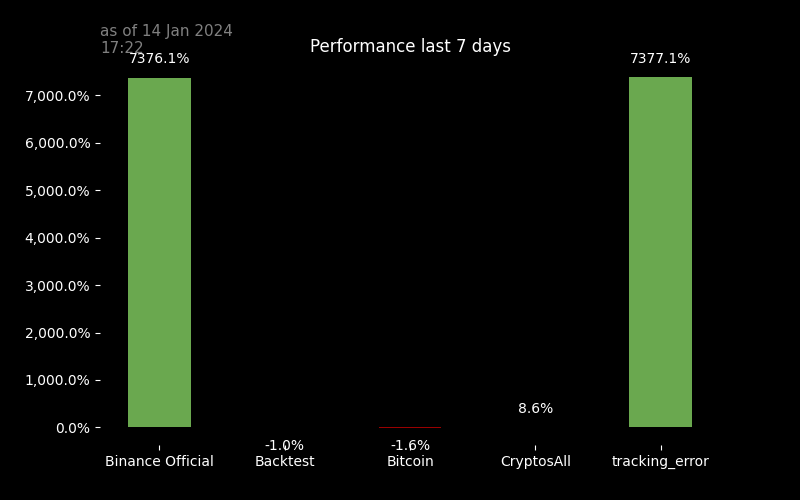 as of 14 Jan 2024
17:22
Performance last 7 days
7376.1%
7377.1%
7,000.0%
6,000.0%
5,000.0%
4,000.0%
3,000.0%
2,000.0%
1,000.0%
8.6%
0.0%
-1.0%
-1.6%
Binance Official
Backtest
Bitcoin
CryptosAll
tracking_error